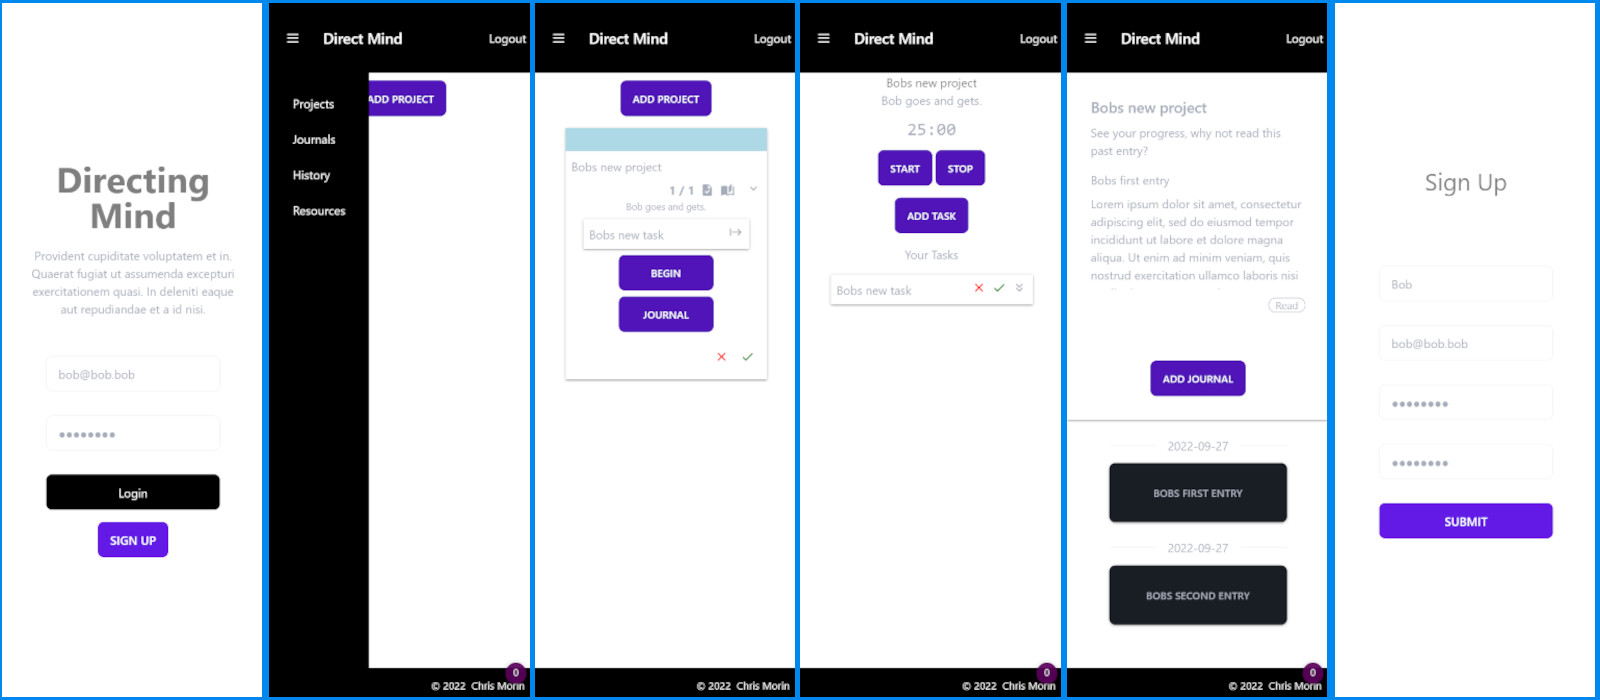 Directing
Mind
Provident cupiditate voluptatem et in.
Quaerat fugiat ut assumenda excepturi
exercitationem quasi. In deleniti eaque
aut repudiandae et a id nisi.
bob@bob.bob
••••••••
Login
SIGN UP
Direct Mind
Logout
Projects
Journals
History
Resources
ADD PROJECT
0
© 2022 Chris Morin
Direct Mind
Logout
ADD PROJECT
Bobs new project
1 / 1
Bob goes and gets.
Bobs new task
BEGIN
JOURNAL
© 2022 Chris Morin
Direct Mind
Logout
Bobs new project
Bob goes and gets.
25:00
START STOP
ADD TASK
Your Tasks
Bobs new task
0
© 2022 Chris Morin
Direct Mind
Logout
Bobs new project
See your progress, why not read this
past entry?
Bobs first entry
Lorem ipsum dolor sit amet, consectetur
adipiscing elit, sed do eiusmod tempor
incididunt ut labore et dolore magna
aliqua. Ut enim ad minim veniam, quis
nostrud exercitation ullamco laboris nisi
Read
ADD JOURNAL
2022-09-27
BOBS FIRST ENTRY
2022-09-27
BOBS SECOND ENTRY
0
© 2022 Chris Morin
Sign Up
Bob
bob@bob.bob
••••••••
••••••••
SUBMIT